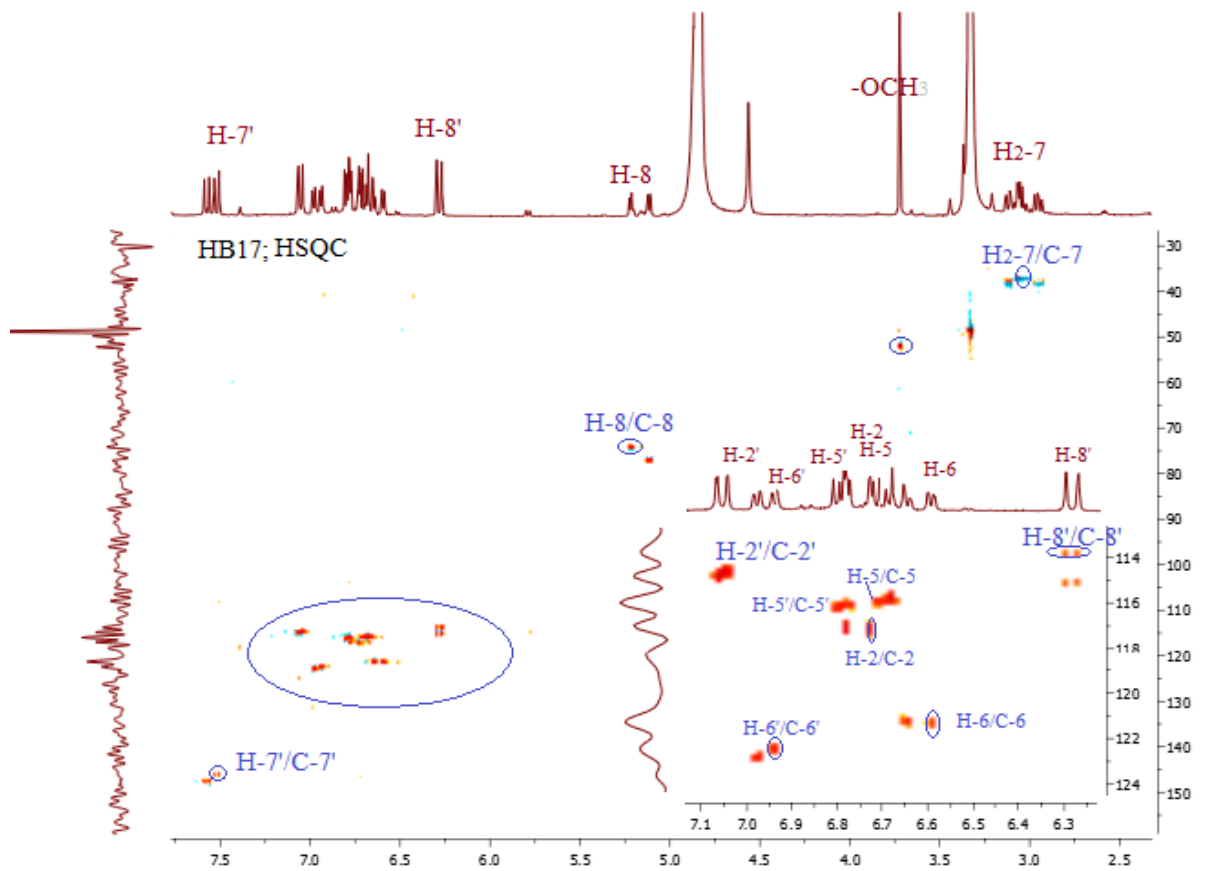 -OCH3
H-7'
H-8'
H-8
H2-7
HB17; HSQC
H2-7/C-7
H-8/C-8
H-2
H-2'
H-6'
H-5'
H-5
H-6
H-8'
H-2'/C-2'
H-8'/C-8'
H-5/C-5
H-5'/C-5'
H-2/C-2
H-6'/C-6'
H-6/C-6
H-7'/C-7'
114
116
118
120
122
124
7.1 7.0 6.9 6.8 6.7 6.6 6.5 6.4 6.3
30
40
50
60
70
80
90
100
110
120
130
140
150
7.5 7.0 6.5 6.0 5.5 5.0 4.5 4.0 3.5 3.0 2.5